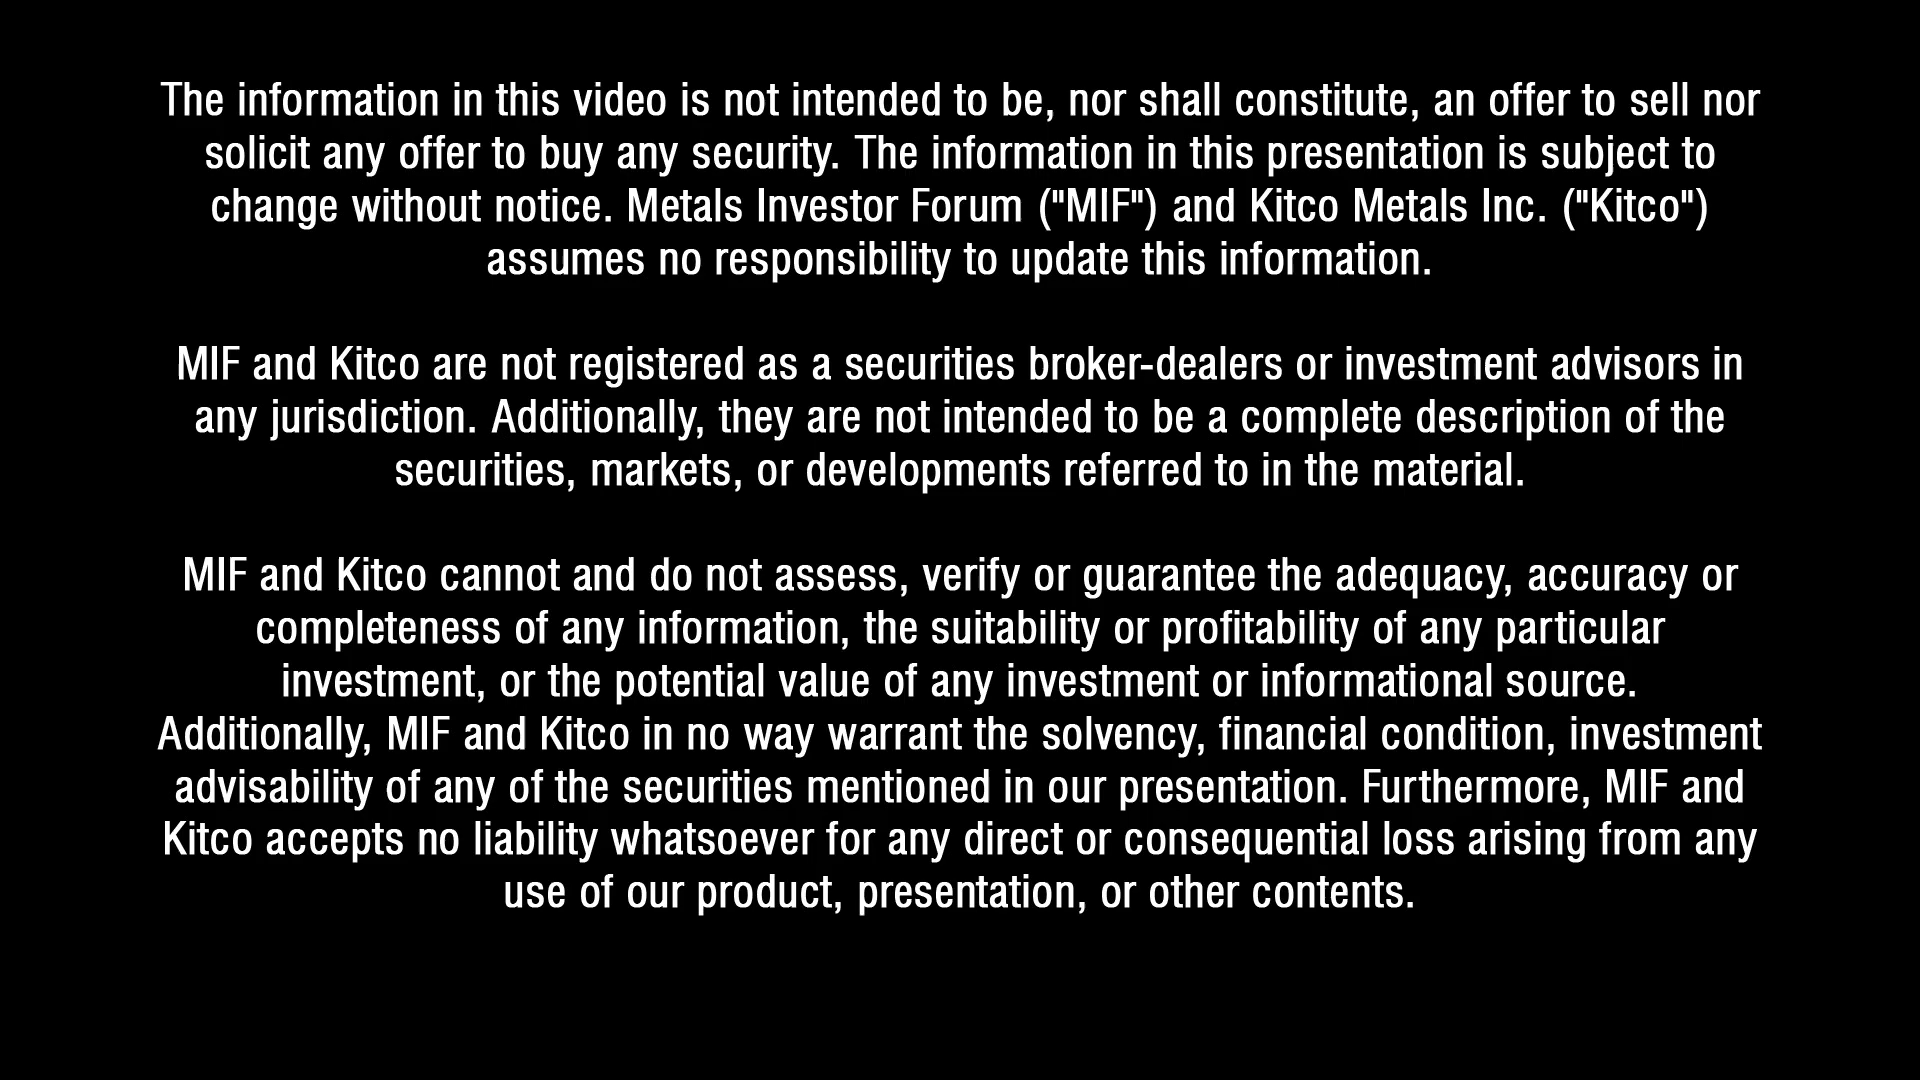 The information in this video is not intended to be, nor shall constitute, an offer to sell nor
solicit any offer to buy any security. The information in this presentation is subject to
change without notice. Metals Investor Forum ("MIF") and Kitco Metals Inc. ("Kitco")
assumes no responsibility to update this information.
MIF and Kitco are not registered as a securities broker-dealers or investment advisors in
any jurisdiction. Additionally, they are not intended to be a complete description of the
securities, markets, or developments referred to in the material.
MIF and Kitco cannot and do not assess, verify or guarantee the adequacy, accuracy or
completeness of any information, the suitability or profitability of any particular
investment, or the potential value of any investment or informational source.
Additionally, MIF and Kitco in no way warrant the solvency, financial condition, investment
advisability of any of the securities mentioned in our presentation. Furthermore, MIF and
Kitco accepts no liability whatsoever for any direct or consequential loss arising from any
use of our product, presentation, or other contents.